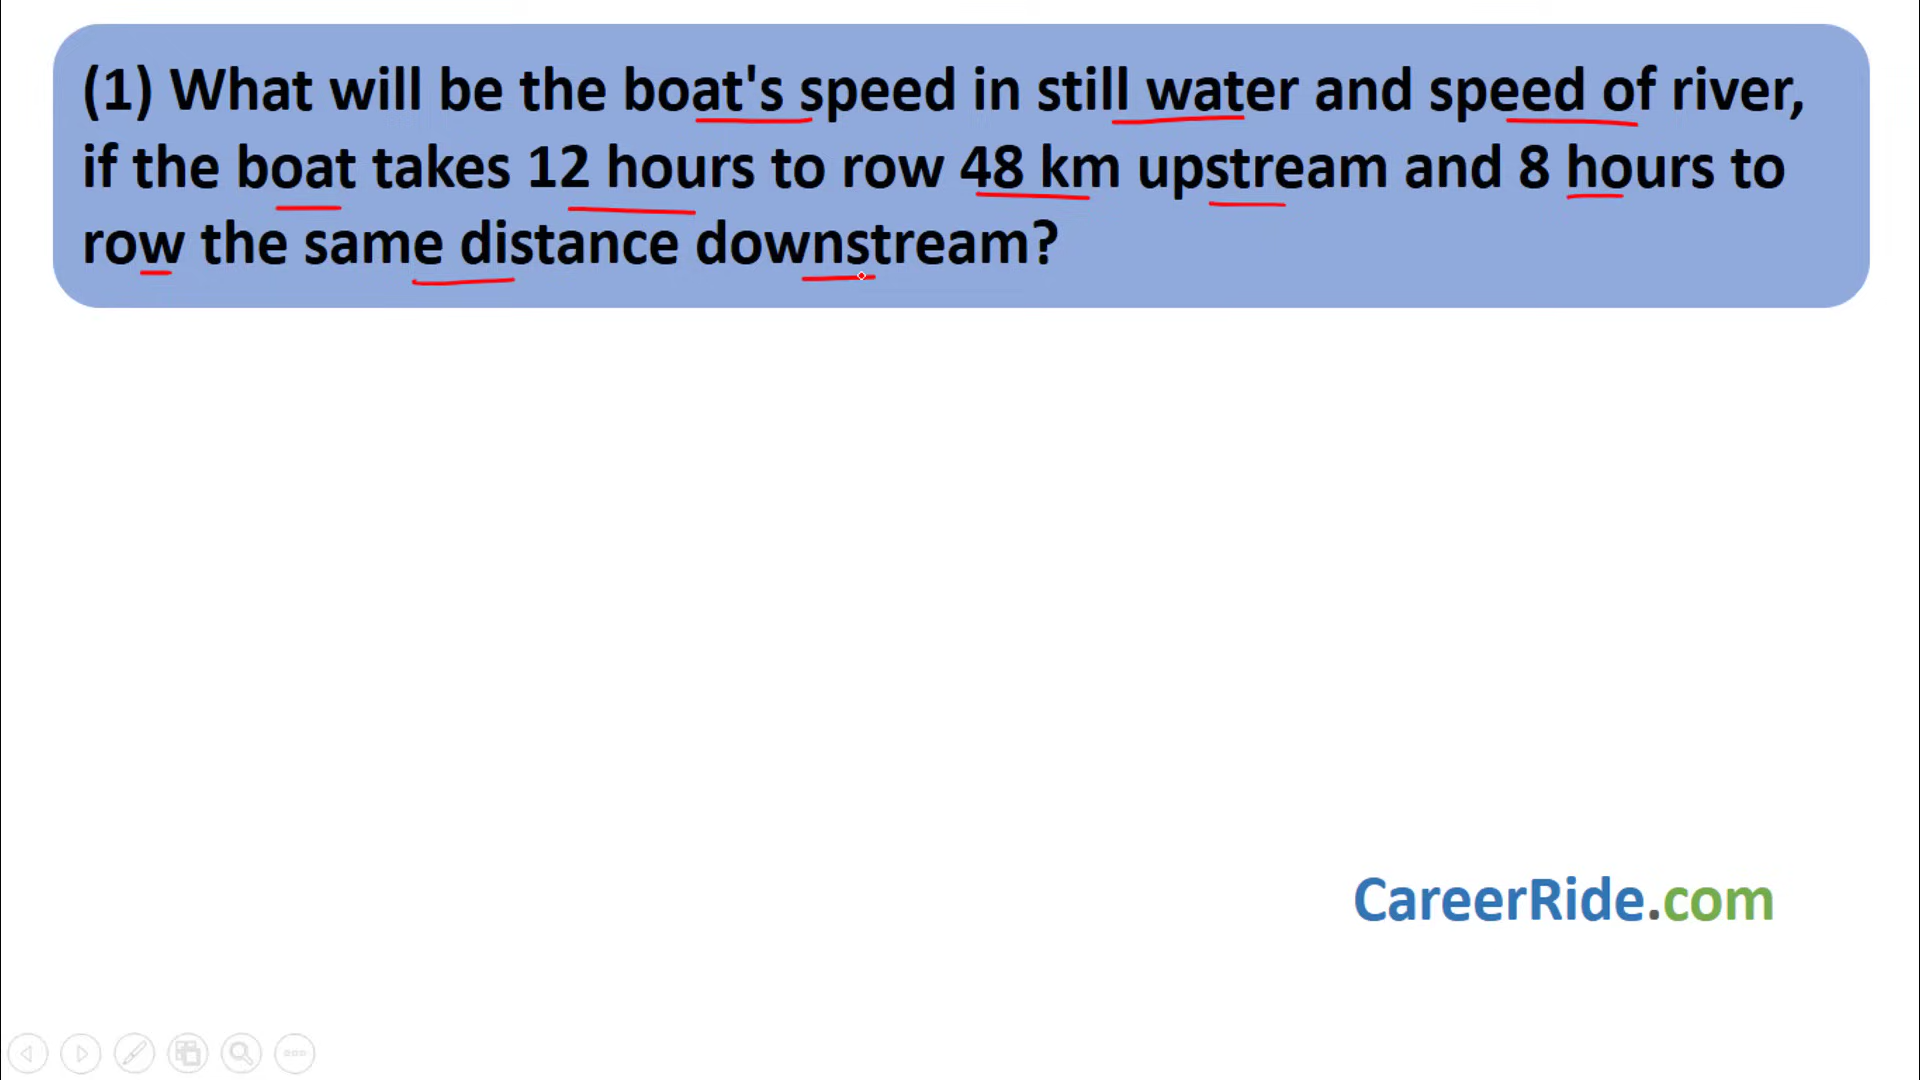 (1) What will be the boat's speed in still water and speed of river,
if the boat takes 12 hours to row 48 km upstream and 8 hours to
row the same distance downstream?
CareerRide.com